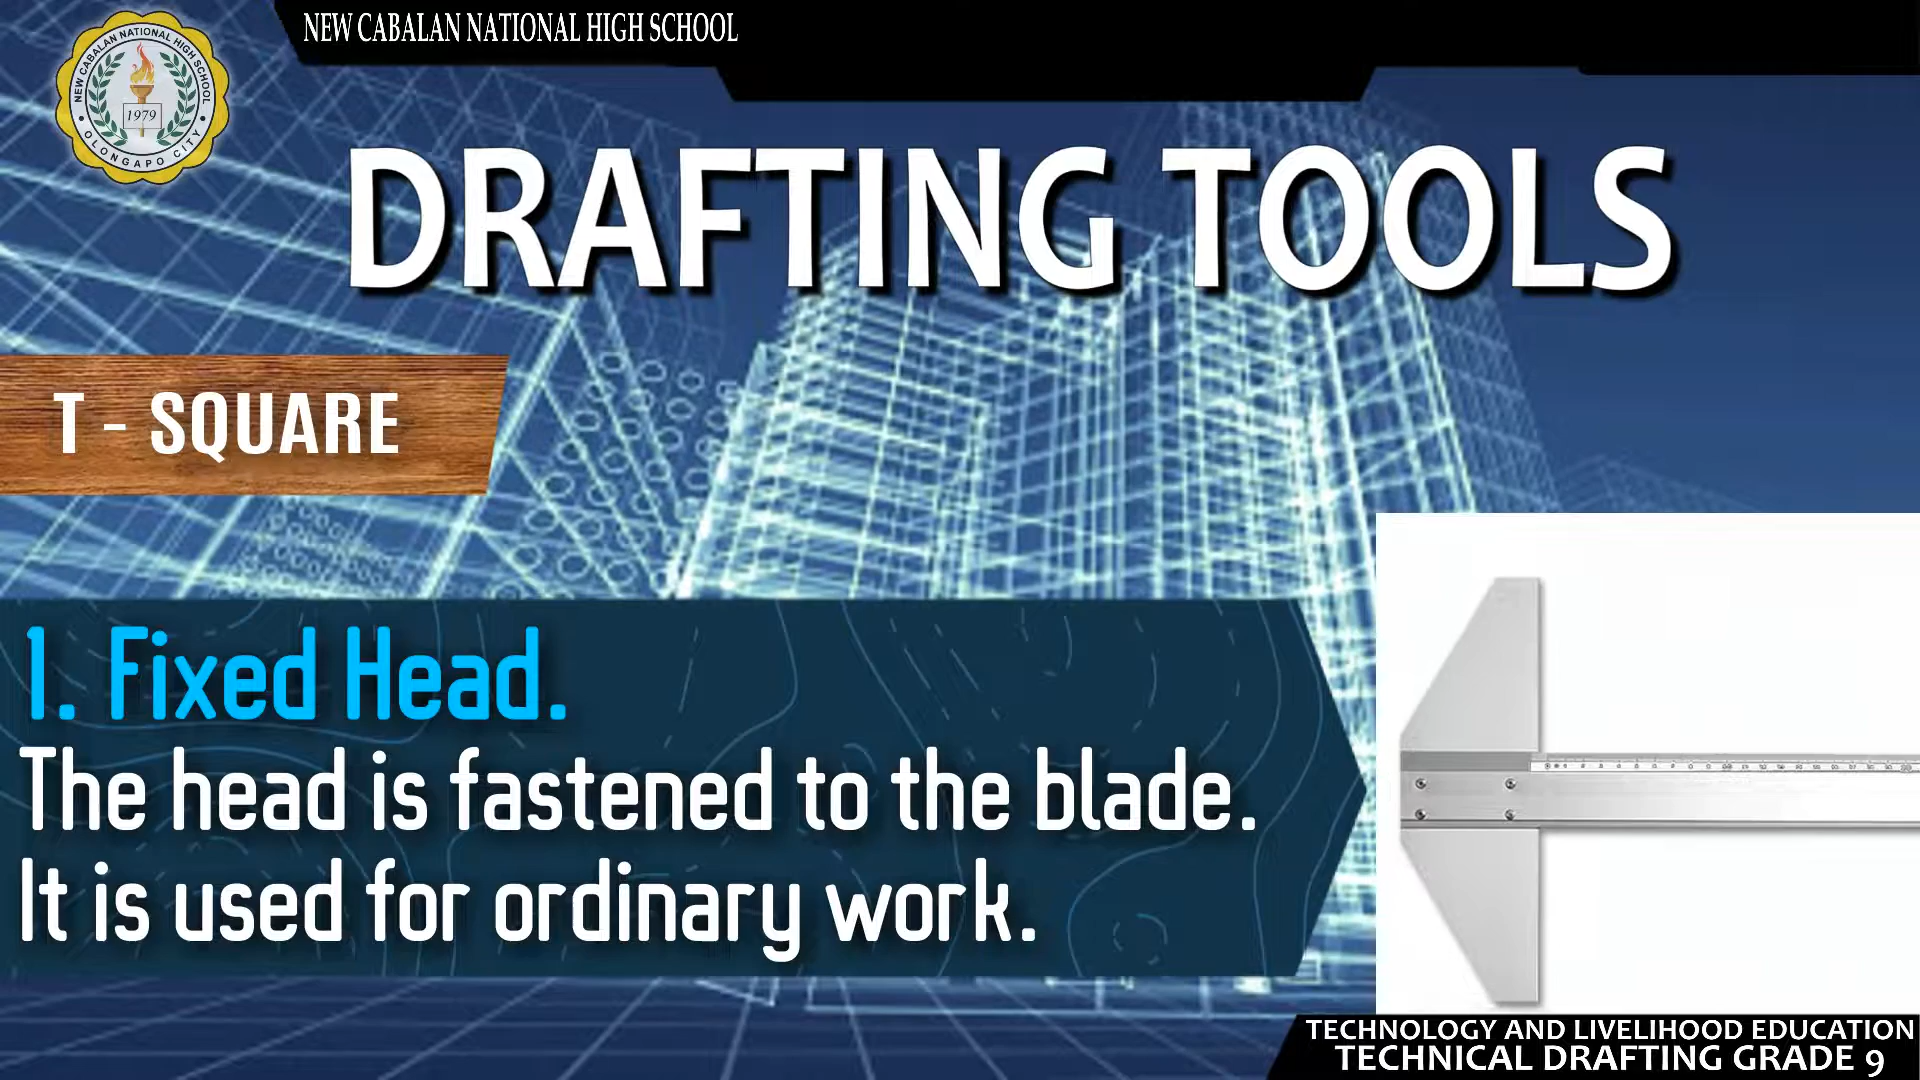 NEW CABALAN NATIONAL HIGH SCHOOL
NEW CABALAN NATIONAL HIGH SCHOOL
1979
OLONGAPO CITY
DRAFTING TOOLS
T - SQUARE
1. Fixed Head.
The head is fastened to the blade.
It is used for ordinary work.
TECHNOLOGY AND LIVELIHOOD EDUCATION
TECHNICAL DRAFTING GRADE 9